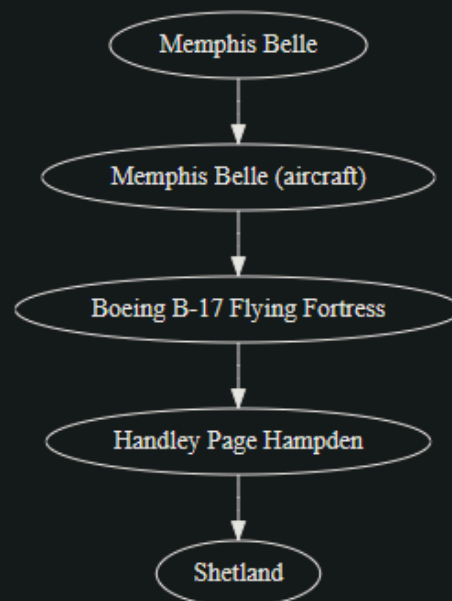 Memphis Belle
Memphis Belle (aircraft)
Boeing B-17 Flying Fortress
Handley Page Hampden
Shetland